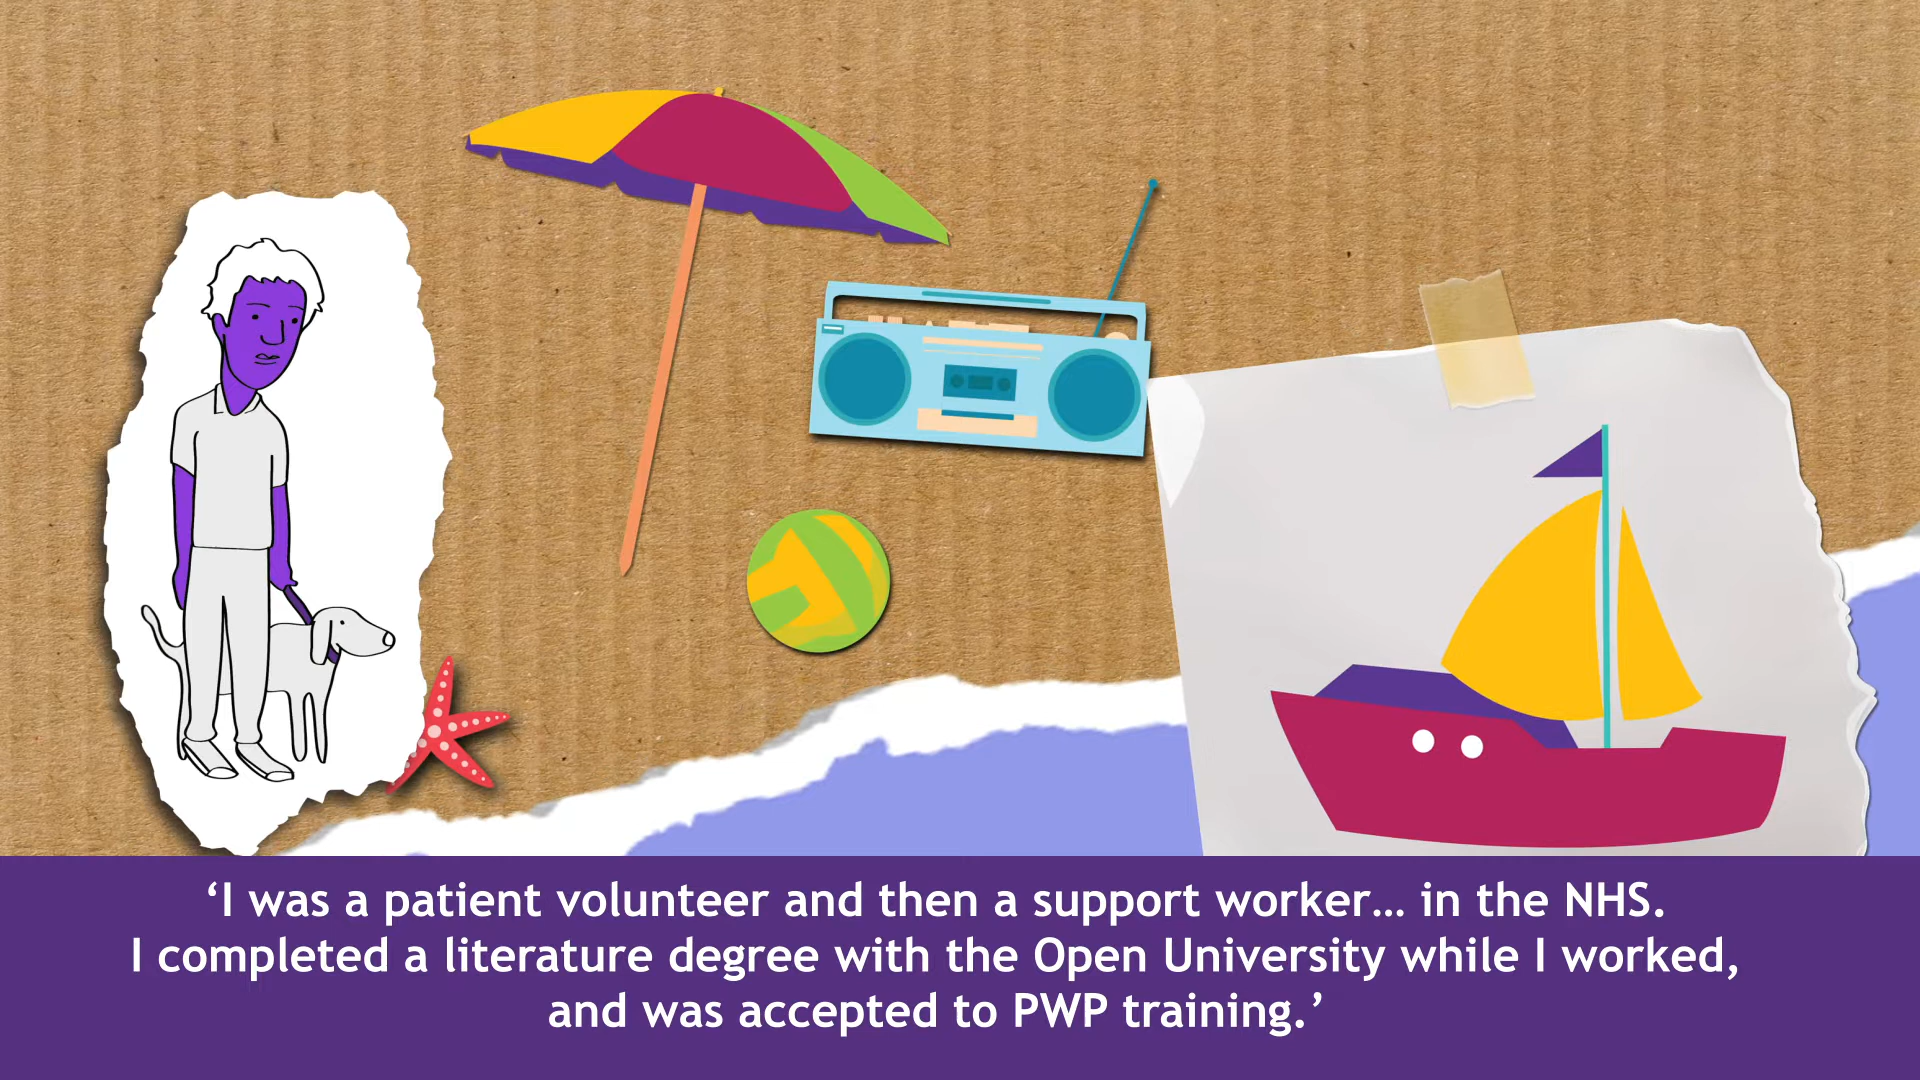 ‘I was a patient volunteer and then a support worker… in the NHS.
I completed a literature degree with the Open University while I worked,
and was accepted to PWP training.’